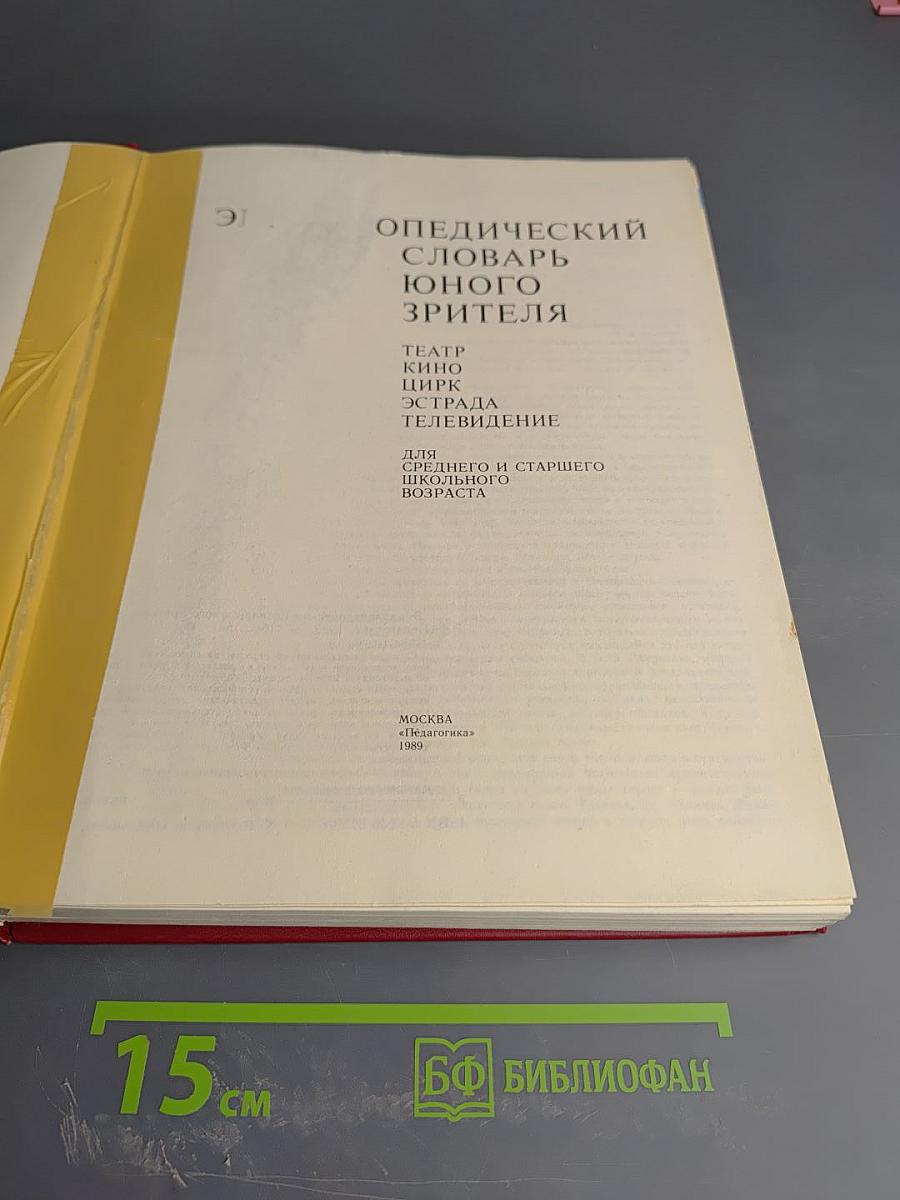 Э ОПЕДИЧЕСКИЙ
СЛОВАРЬ
ЮНОГО
ЗРИТЕЛЯ
ТЕАТР
КИНО
ЦИРК
ЭСТРАДА
ТЕЛЕВИДЕНИЕ
ДЛЯ
СРЕДНЕГО И СТАРШЕГО
ШКОЛЬНОГО
ВОЗРАСТА
МОСКВА
«Педагогика»
1989
15 см
БФ БИБЛИОФАН